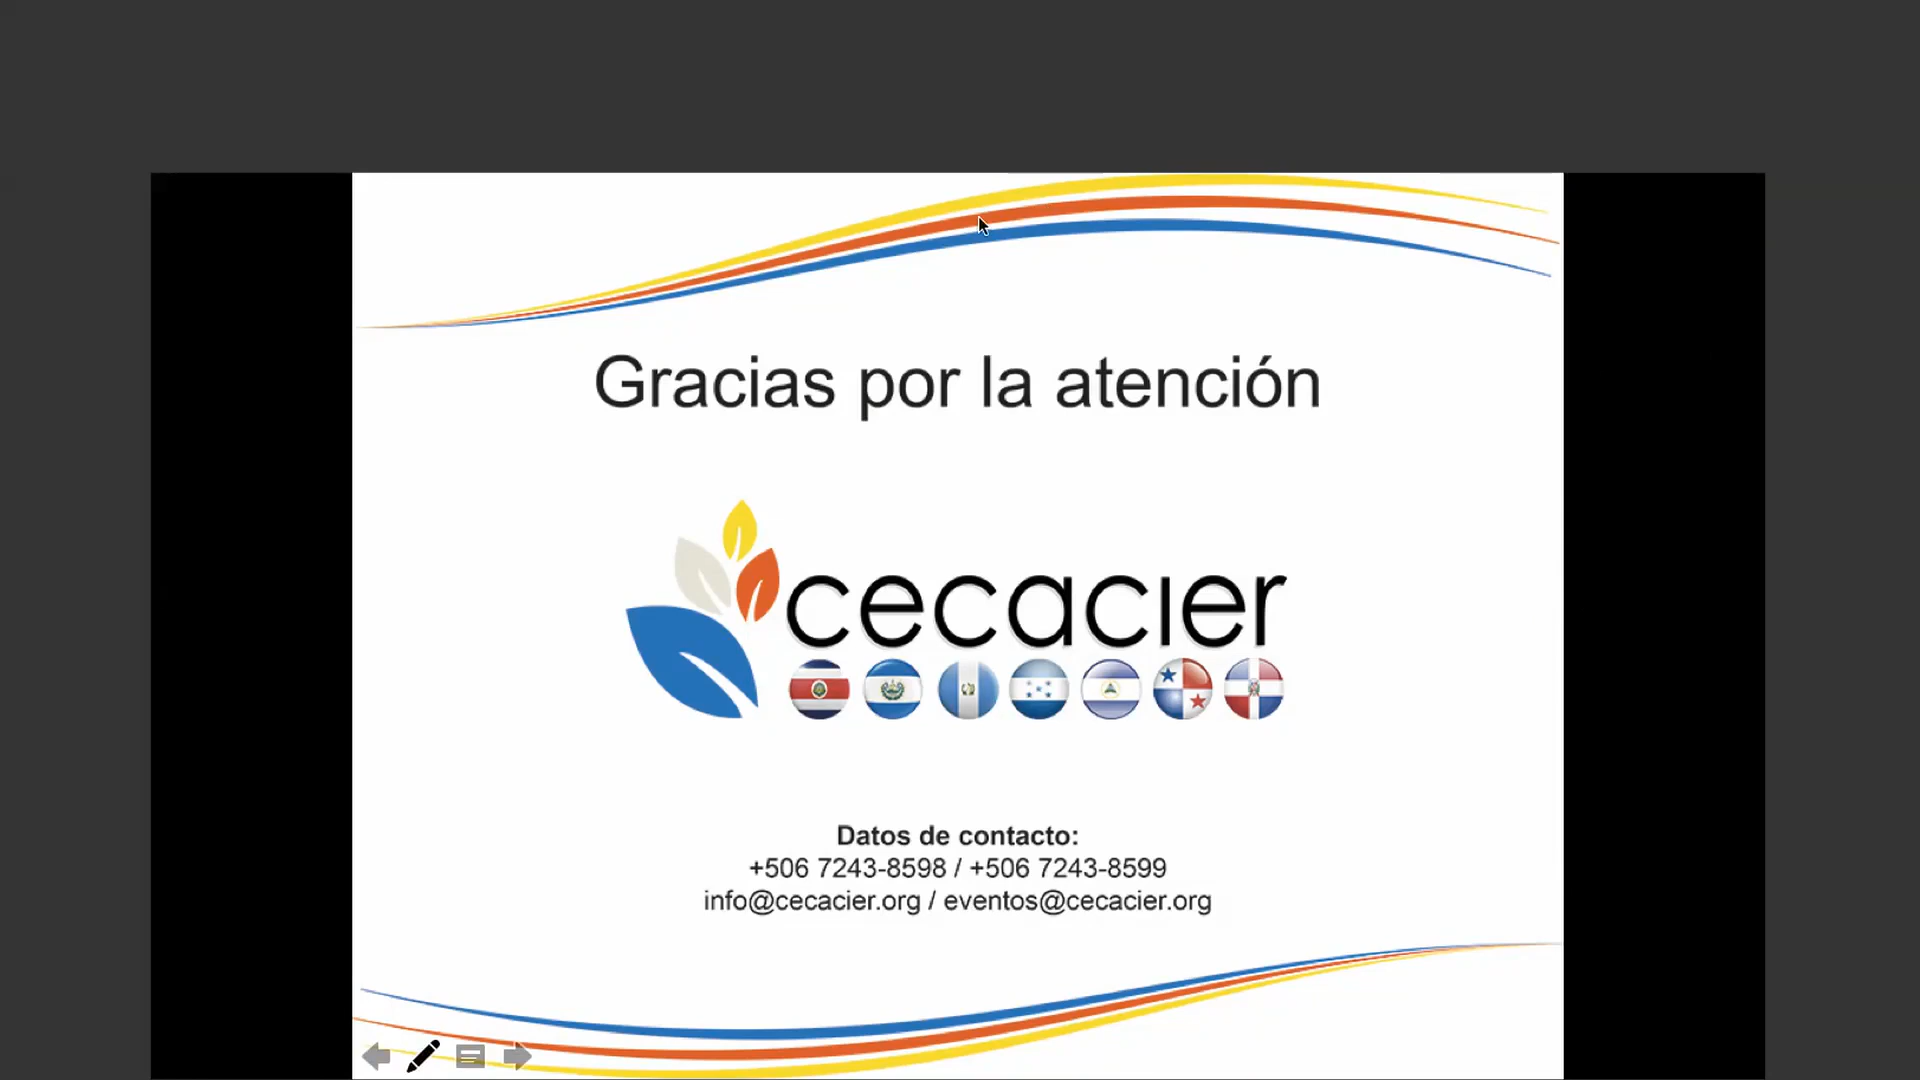 Gracias por la atención
cecacier
Datos de contacto:
+506 7243-8598 / +506 7243-8599
info@cecacier.org / eventos@cecacier.org